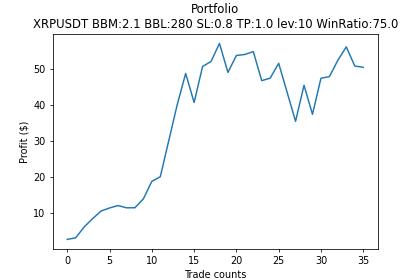 Portfolio
XRPUSDT BBM:2.1 BBL:280 SL:0.8 TP:1.0 lev:10 WinRatio:75.0
50
40
30
20
10
Profit ($)
0 5 10 15 20 25 30 35
Trade counts